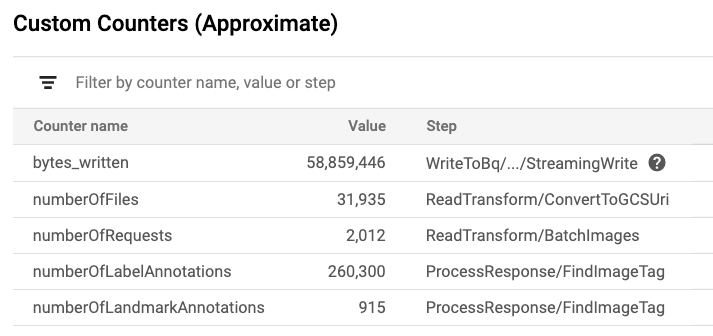 Custom Counters (Approximate)
Filter by counter name, value or step
Counter name Value Step
bytes_written 58,859,446 WriteToBq/.../StreamingWrite ?
numberOfFiles 31,935 ReadTransform/ConvertToGCSUri
numberOfRequests 2,012 ReadTransform/BatchImages
numberOfLabelAnnotations 260,300 ProcessResponse/FindImageTag
numberOfLandmarkAnnotations 915 ProcessResponse/FindImageTag